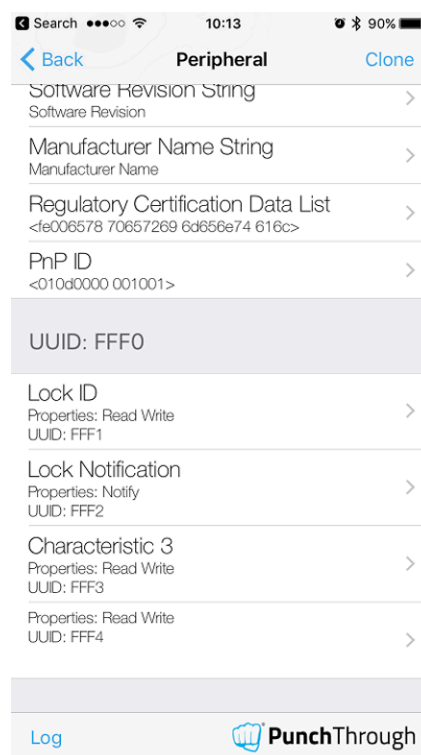 Search 10:13 90%
Back Peripheral Clone
Software Revision String
Software Revision
Manufacturer Name String
Manufacturer Name
Regulatory Certification Data List
<fe006578 70657269 6d656e74 616c>
PnP ID
<010d0000 001001>
UUID: FFF0
Lock ID
Properties: Read Write
UUID: FFF1
Lock Notification
Properties: Notify
UUID: FFF2
Characteristic 3
Properties: Read Write
UUID: FFF3
Properties: Read Write
UUID: FFF4
Log PunchThrough